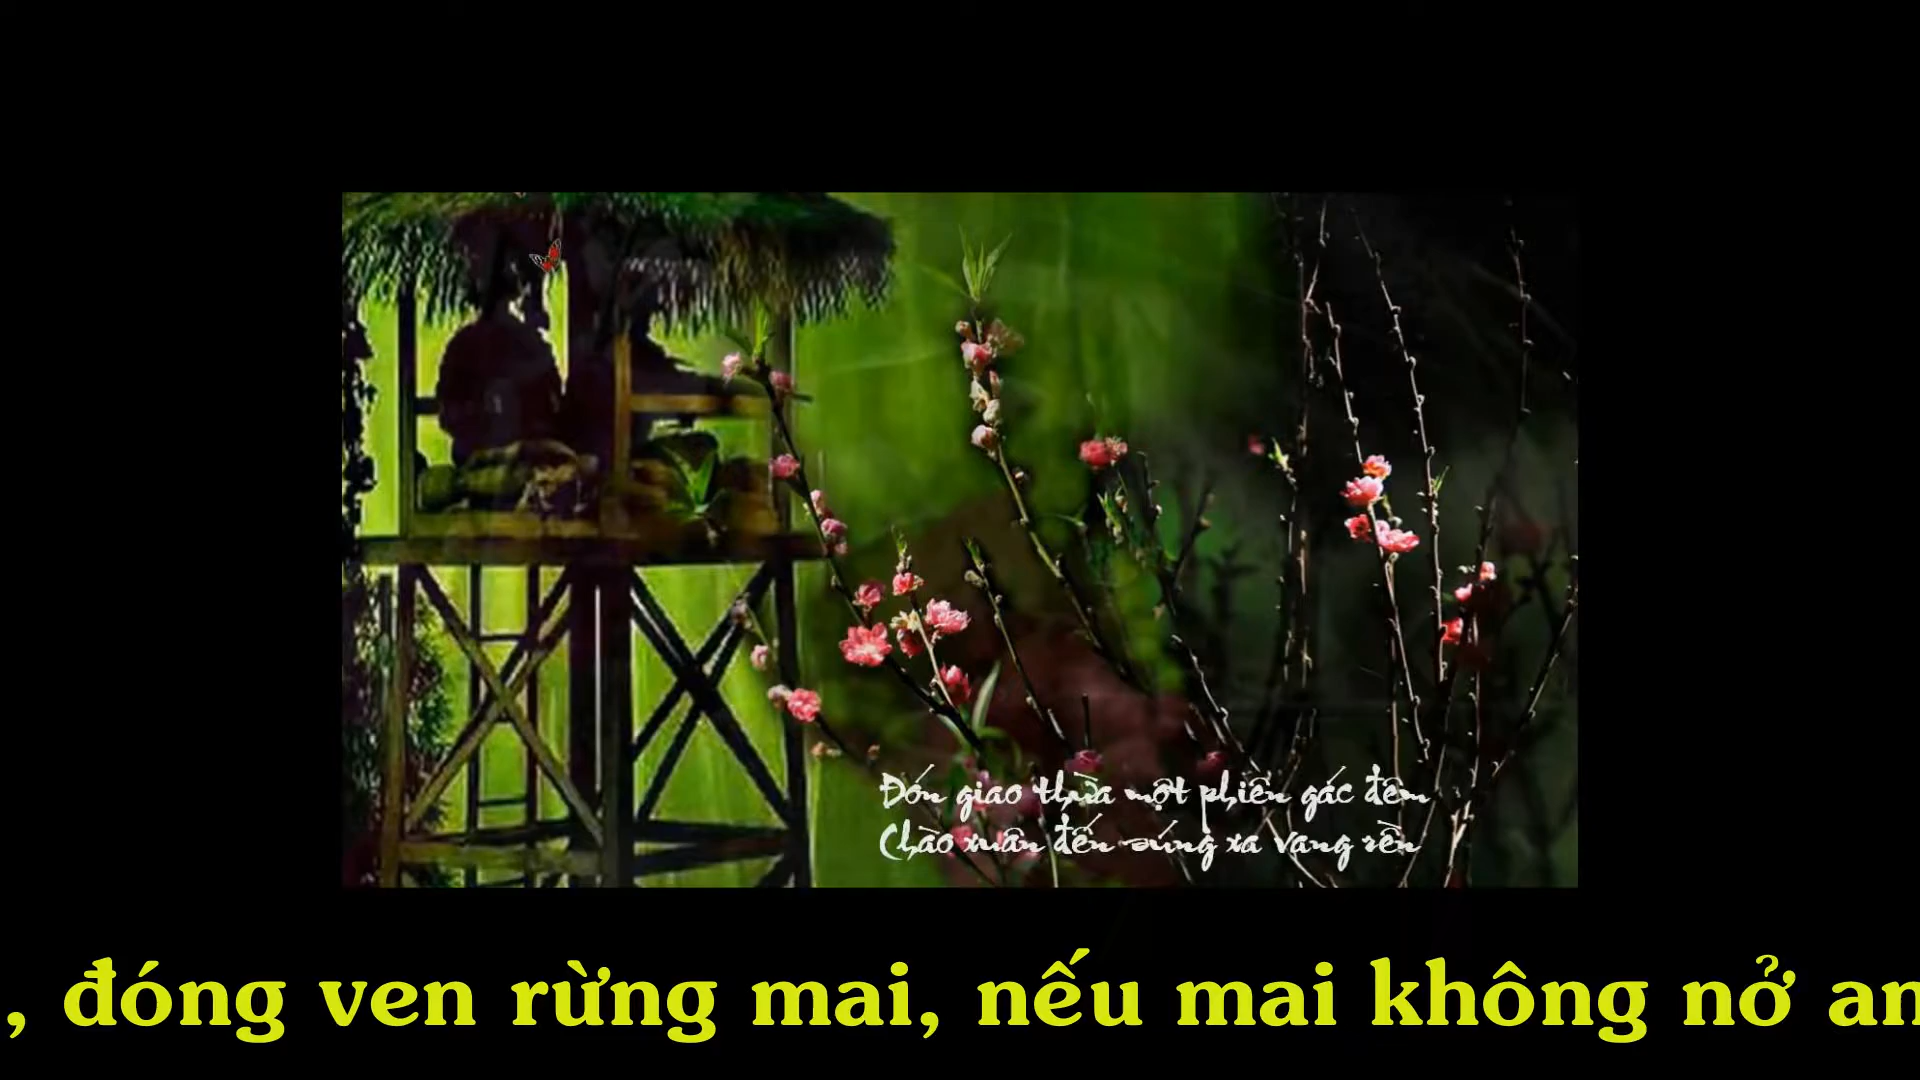 Đón giao thừa một phiên gác đêm
Chào xuân đến súng xa vang rền
, đóng ven rừng mai, nếu mai không nở an